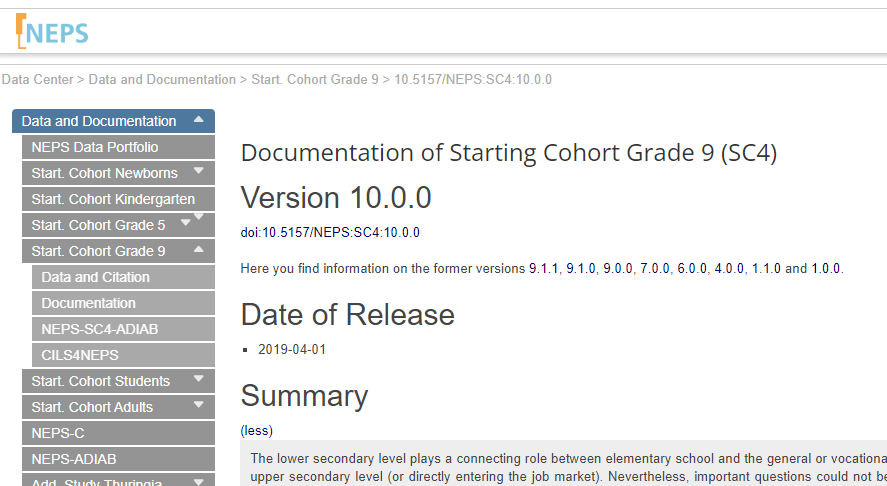 NEPS
Data Center > Data and Documentation > Start. Cohort Grade 9 > 10.5157/NEPS:SC4:10.0.0
Data and Documentation
NEPS Data Portfolio
Start. Cohort Newborns
Start. Cohort Kindergarten
Start. Cohort Grade 5
Start. Cohort Grade 9
Data and Citation
Documentation
NEPS-SC4-ADIAB
CILS4NEPS
Start. Cohort Students
Start. Cohort Adults
NEPS-C
NEPS-ADIAB
Add. Study Thuringia
Documentation of Starting Cohort Grade 9 (SC4)
Version 10.0.0
doi:10.5157/NEPS:SC4:10.0.0
Here you find information on the former versions 9.1.1, 9.1.0, 9.0.0, 7.0.0, 6.0.0, 4.0.0, 1.1.0 and 1.0.0.
Date of Release
2019-04-01
Summary
(less)
The lower secondary level plays a connecting role between elementary school and the general or vocationa
upper secondary level (or directly entering the job market). Nevertheless, important questions could not be